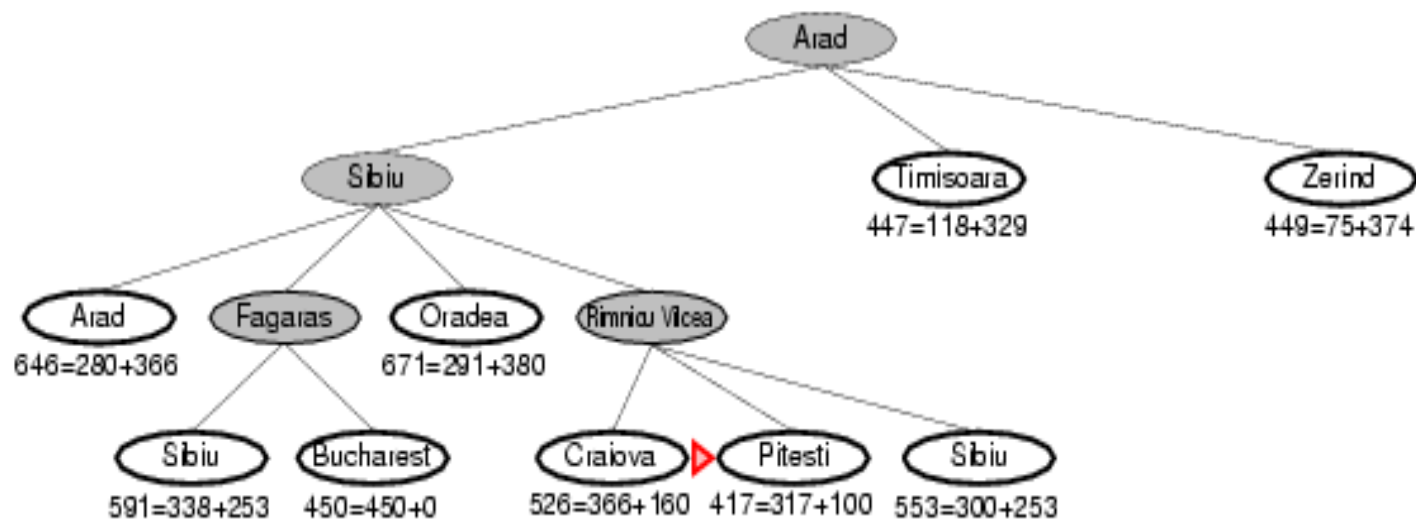 Arad
Sibiu
Timisoara
Zerind
447=118+329
449=75+374
Arad
Fagaras
Oradea
Rimnicu Vilcea
646=280+366
671=291+380
Sibiu
Bucharest
Craiova
Pitesti
Sibiu
591=338+253
450=450+0
526=366+160
417=317+100
553=300+253